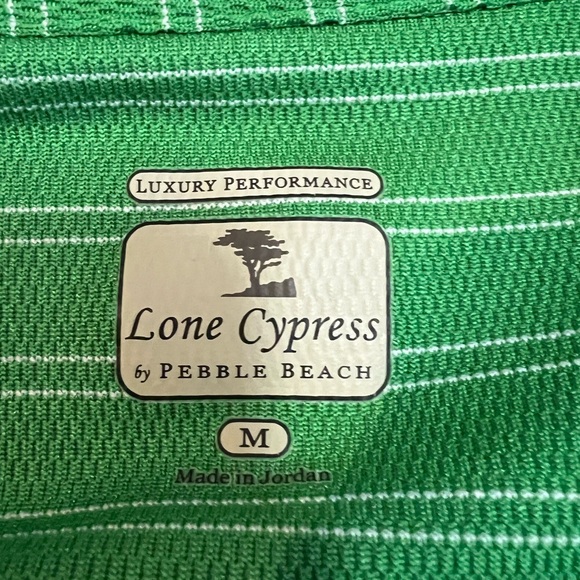 LUXURY PERFORMANCE
Lone Cypress
by PEBBLE BEACH
M
Made in Jordan